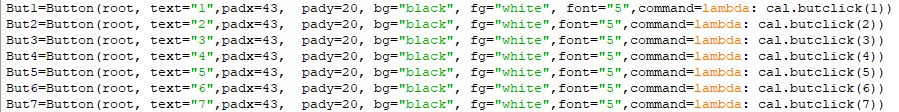 But1=Button(root, text="1",padx=43,  pady=20, bg="black", fg="white", font="5",command=lambda: cal.butclick(1))
But2=Button(root, text="2",padx=43,  pady=20, bg="black", fg="white",font="5",command=lambda: cal.butclick(2))
But3=Button(root, text="3",padx=43,  pady=20, bg="black", fg="white",font="5",command=lambda: cal.butclick(3))
But4=Button(root, text="4",padx=43,  pady=20, bg="black", fg="white",font="5",command=lambda: cal.butclick(4))
But5=Button(root, text="5",padx=43,  pady=20, bg="black", fg="white",font="5",command=lambda: cal.butclick(5))
But6=Button(root, text="6",padx=43,  pady=20, bg="black", fg="white",font="5",command=lambda: cal.butclick(6))
But7=Button(root, text="7",padx=43,  pady=20, bg="black", fg="white",font="5",command=lambda: cal.butclick(7))